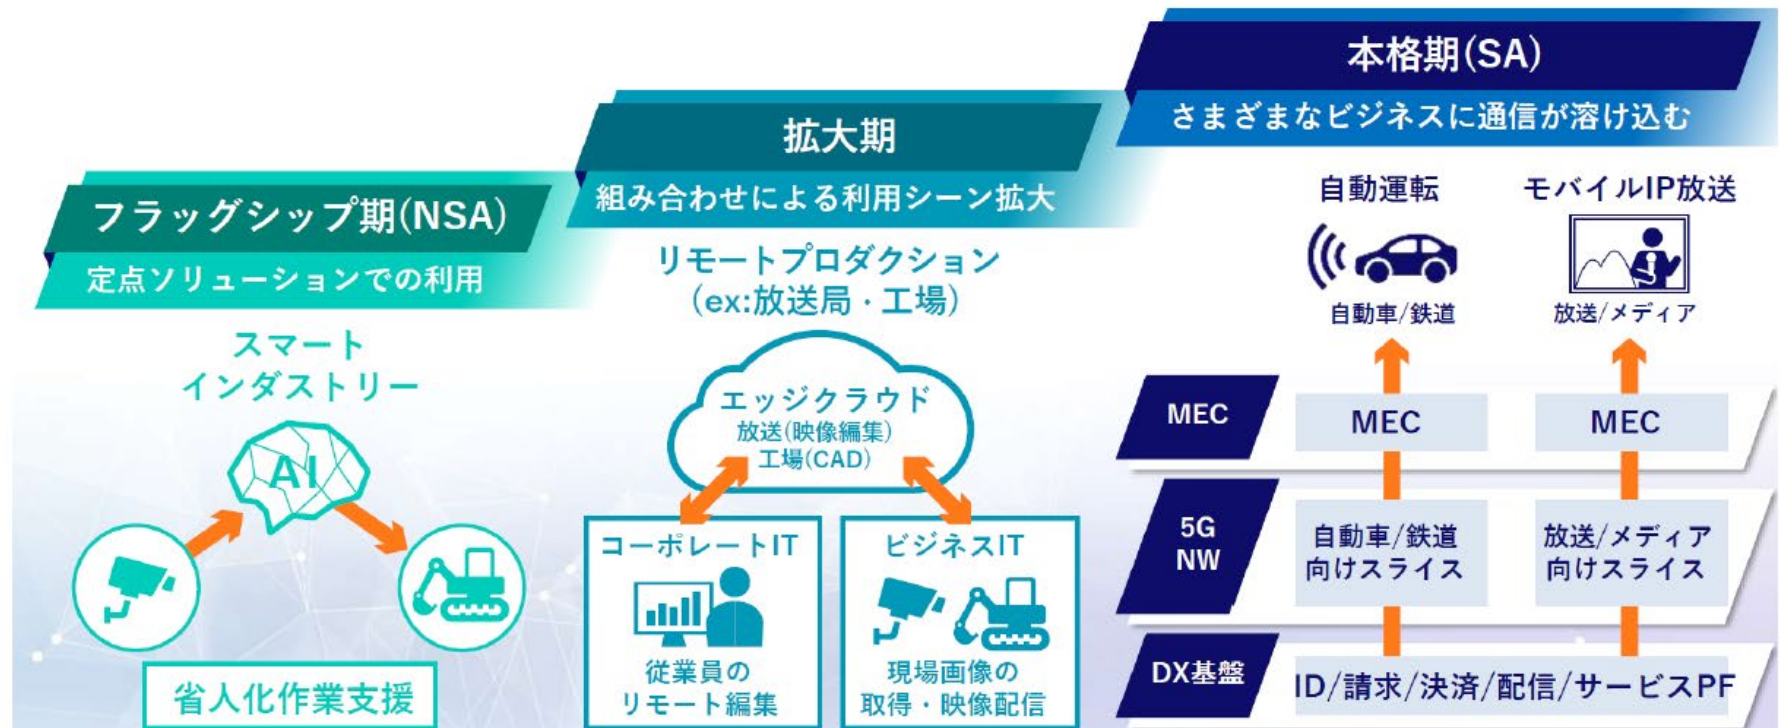 フラッグシップ期(NSA)
定点ソリューションでの利用
スマート
インダストリー
AI
省人化作業支援
拡大期
組み合わせによる利用シーン拡大
リモートプロダクション
(ex:放送局・工場)
エッジクラウド
放送(映像編集)
工場(CAD)
コーポレートIT
従業員の
リモート編集
ビジネスIT
現場画像の
取得・映像配信
本格期(SA)
さまざまなビジネスに通信が溶け込む
自動運転
自動車/鉄道
モバイルIP放送
放送/メディア
MEC
MEC
MEC
5G
NW
自動車/鉄道
向けスライス
放送/メディア
向けスライス
DX基盤
ID/請求/決済/配信/サービスPF